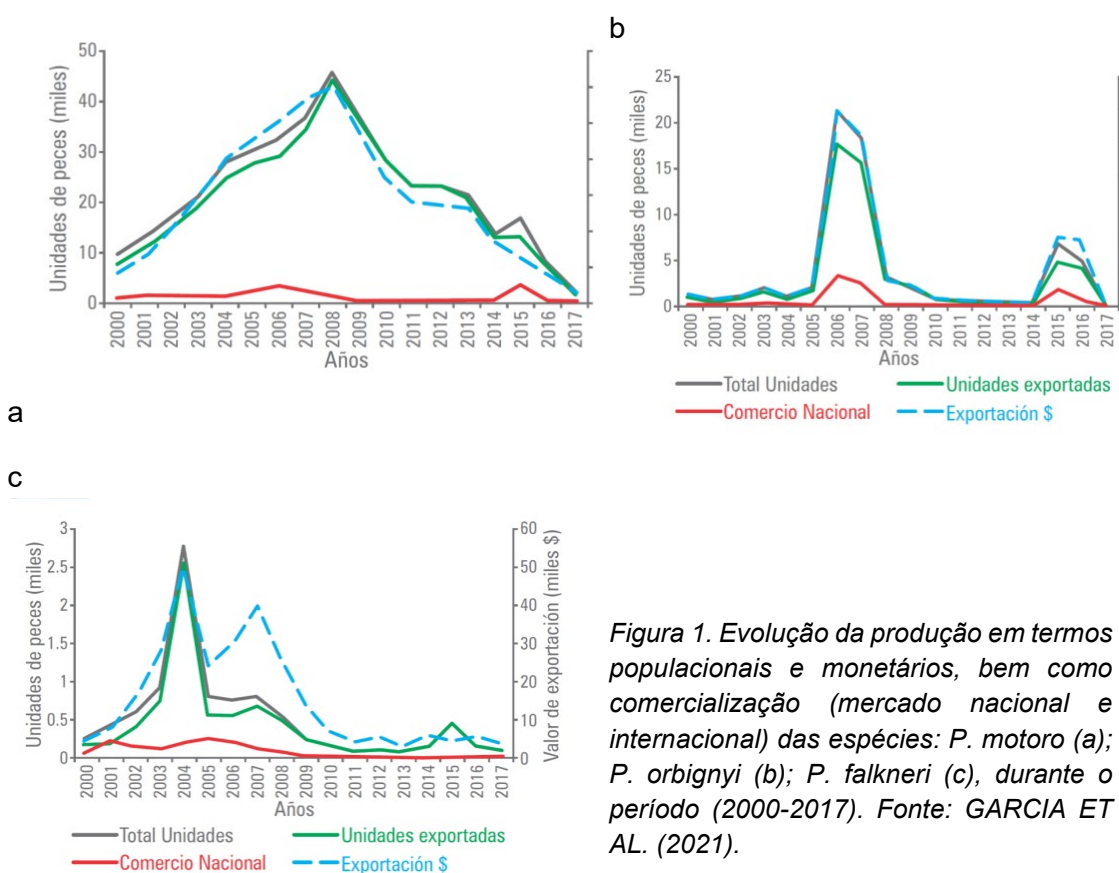 b
50
40
30
20
10
0
Unidades de peces (miles)
2000 2001 2002 2003 2004 2005 2006 2007 2008 2009 2010 2011 2012 2013 2014 2015 2016 2017
Años
25
20
15
10
5
0
Unidades de peces (miles)
2000 2001 2002 2003 2004 2005 2006 2007 2008 2009 2010 2011 2012 2013 2014 2015 2016 2017
Años
Total Unidades Unidades exportadas
Comercio Nacional Exportación $
a
c
3
2.5
2
1.5
1
0.5
0
Unidades de peces (miles)
60
50
40
30
20
10
0
Valor de exportación (miles $)
2000 2001 2002 2003 2004 2005 2006 2007 2008 2009 2010 2011 2012 2013 2014 2015 2016 2017
Años
Total Unidades Unidades exportadas
Comercio Nacional Exportación $
Figura 1. Evolução da produção em termos
populacionais e monetários, bem como
comercialização (mercado nacional e
internacional) das espécies: P. motoro (a);
P. orbignyi (b); P. falkneri (c), durante o
período (2000-2017). Fonte: GARCIA ET
AL. (2021).